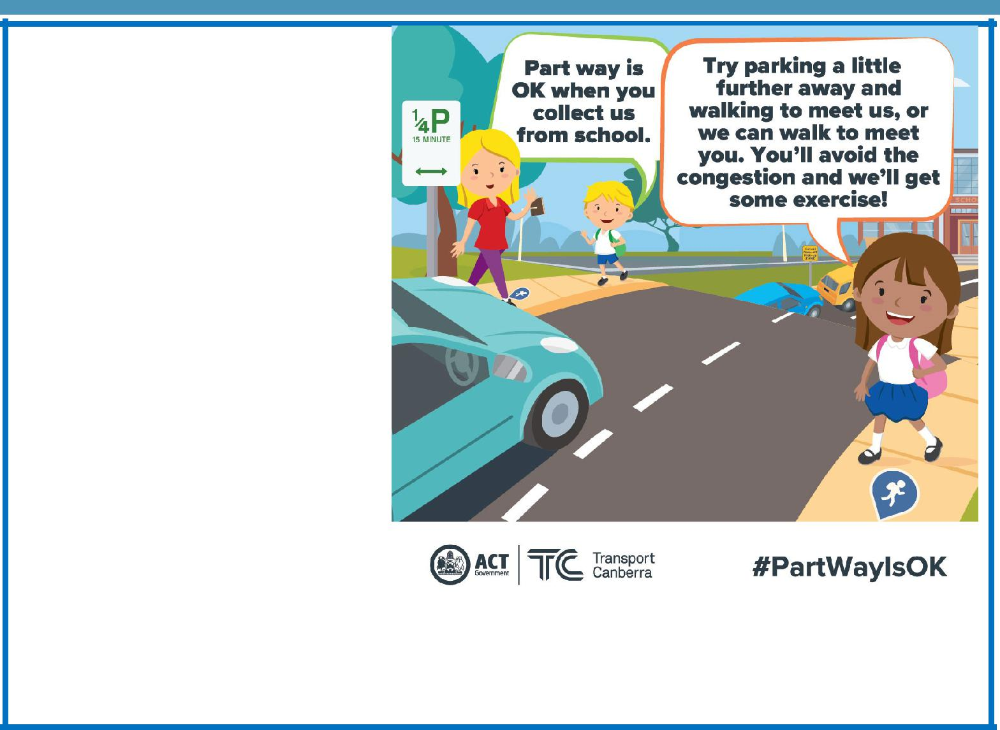 Part way is
OK when you
collect us
from school.
Try parking a little
further away and
walking to meet us, or
we can walk to meet
you. You’ll avoid the
congestion and we’ll get
some exercise!
¼P
15 MINUTE
SCHO
ZONE
ACT
Government
TC
Transport
Canberra
#PartWayIsOK